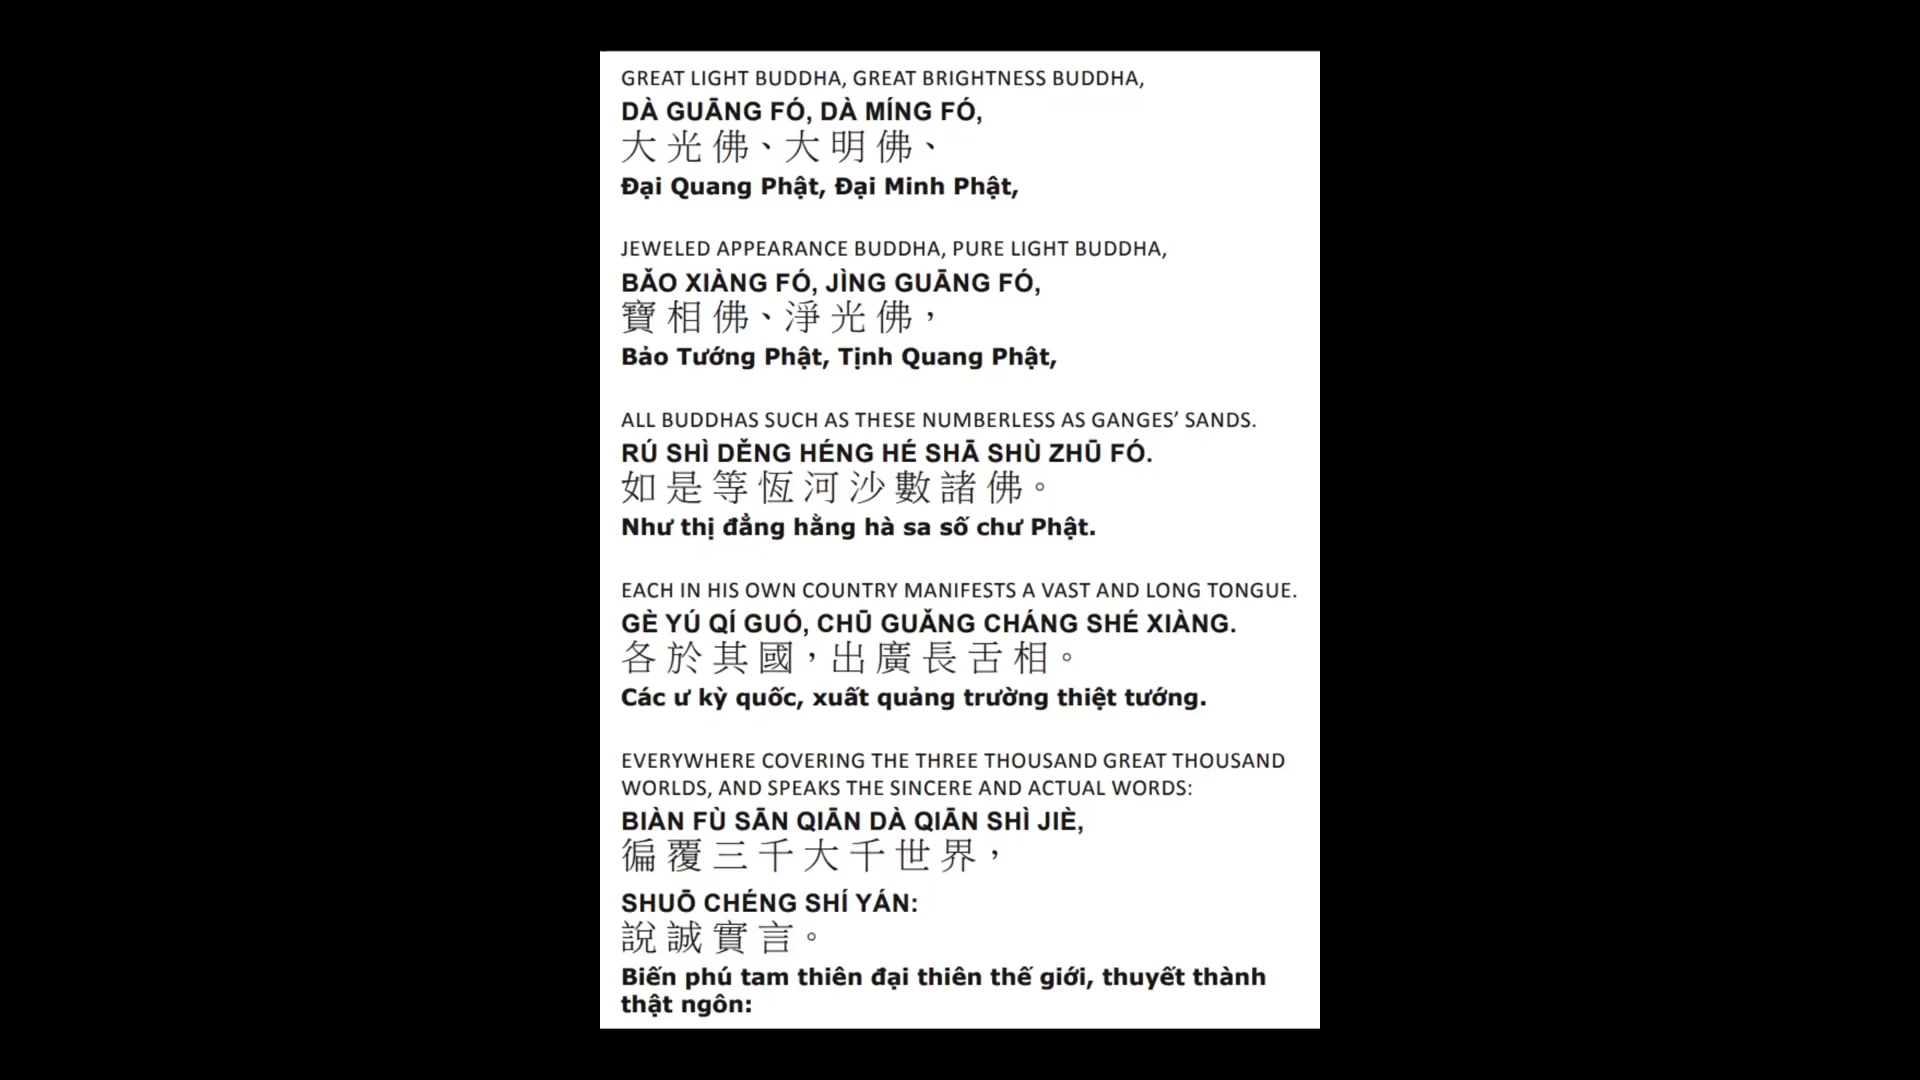 GREAT LIGHT BUDDHA, GREAT BRIGHTNESS BUDDHA,
DÀ GUĀNG FÓ, DÀ MÍNG FÓ,
大光佛、大明佛、
Đại Quang Phật, Đại Minh Phật,
JEWELED APPEARANCE BUDDHA, PURE LIGHT BUDDHA,
BǍO XIÀNG FÓ, JÌNG GUĀNG FÓ,
寶相佛、淨光佛，
Bảo Tướng Phật, Tịnh Quang Phật,
ALL BUDDHAS SUCH AS THESE NUMBERLESS AS GANGES’ SANDS.
RÚ SHÌ DĚNG HÉNG HÉ SHĀ SHÙ ZHŪ FÓ.
如是等恆河沙數諸佛。
Như thị đẳng hằng hà sa số chư Phật.
EACH IN HIS OWN COUNTRY MANIFESTS A VAST AND LONG TONGUE.
GÈ YÚ QÍ GUÓ, CHŪ GUǍNG CHÁNG SHÉ XIÀNG.
各於其國，出廣長舌相。
Các ư kỳ quốc, xuất quảng trường thiệt tướng.
EVERYWHERE COVERING THE THREE THOUSAND GREAT THOUSAND
WORLDS, AND SPEAKS THE SINCERE AND ACTUAL WORDS:
BIÀN FÙ SĀN QIĀN DÀ QIĀN SHÌ JIÈ,
徧覆三千大千世界，
SHUŌ CHÉNG SHÍ YÁN:
說誠實言。
Biến phú tam thiên đại thiên thế giới, thuyết thành
thật ngôn: